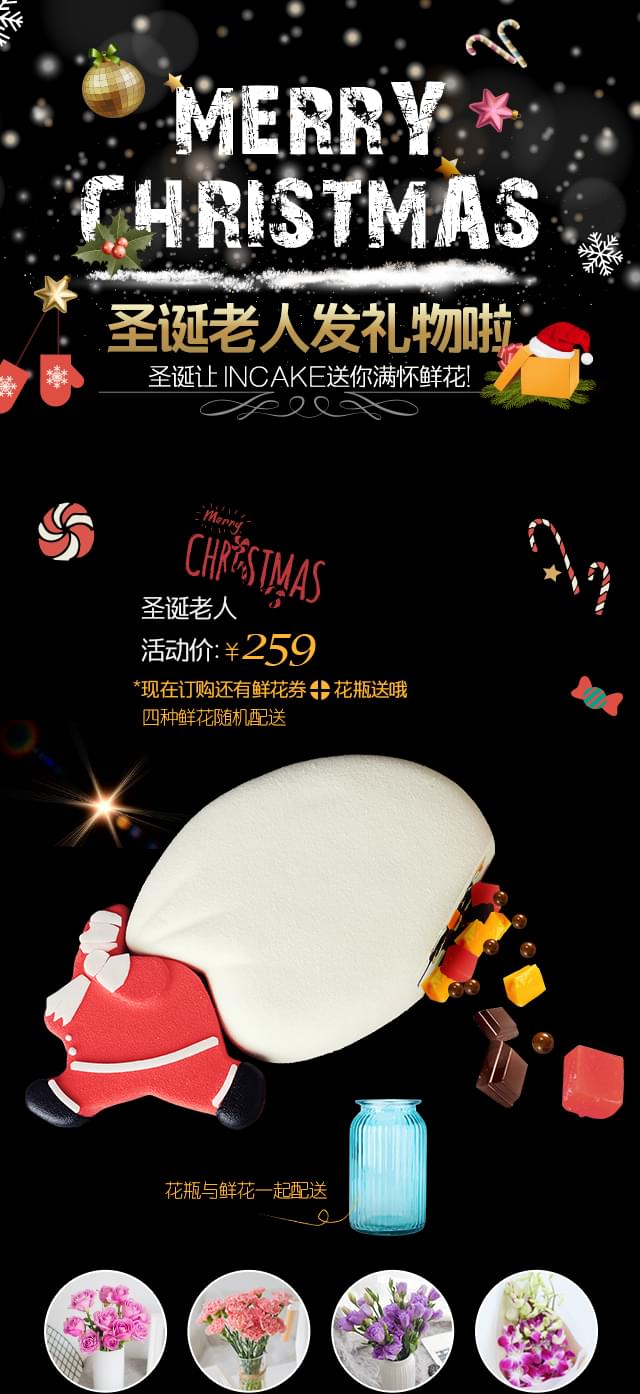 MERRY
CHRISTMAS
圣诞老人发礼物啦
圣诞让INCAKE送你满怀鲜花!
Merry
CHRISTMAS
圣诞老人
活动价:¥259
*现在订购还有鲜花券+花瓶送哦
四种鲜花随机配送
花瓶与鲜花一起配送